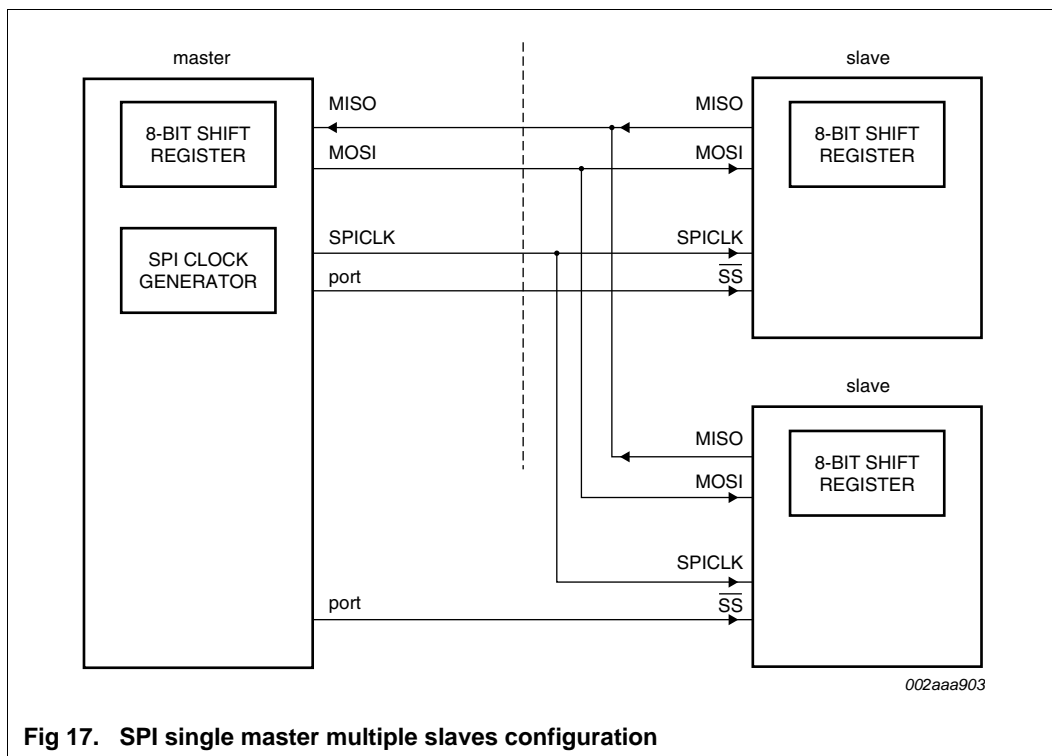 master
slave
MISO
MISO
8-BIT SHIFT
REGISTER
8-BIT SHIFT
REGISTER
MOSI
MOSI
SPICLK
SPICLK
SPI CLOCK
GENERATOR
port
SS
slave
MISO
8-BIT SHIFT
REGISTER
MOSI
SPICLK
port
SS
002aaa903
Fig 17. SPI single master multiple slaves configuration